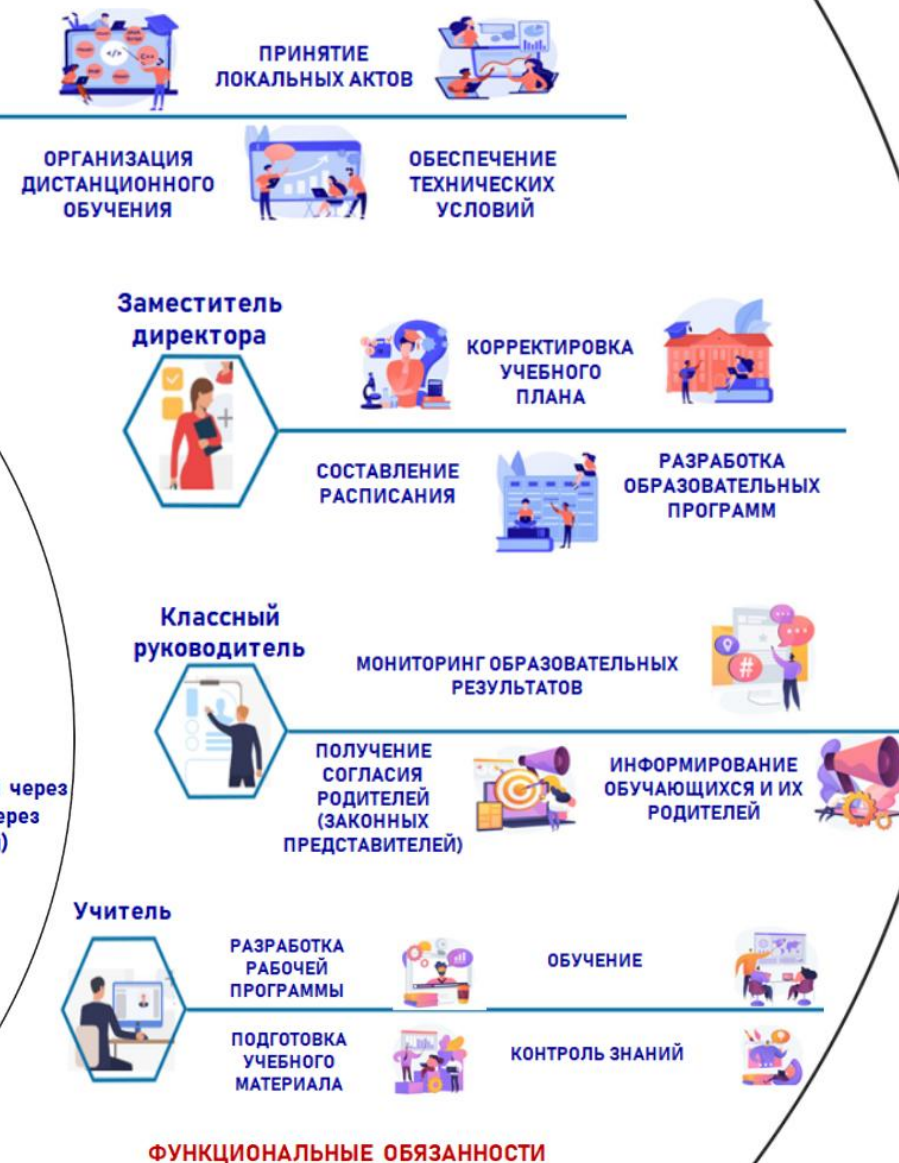 ПРИНЯТИЕ
ЛОКАЛЬНЫХ АКТОВ
ОРГАНИЗАЦИЯ
ДИСТАНЦИОННОГО
ОБУЧЕНИЯ
ОБЕСПЕЧЕНИЕ
ТЕХНИЧЕСКИХ
УСЛОВИЙ
Заместитель
директора
КОРРЕКТИРОВКА
УЧЕБНОГО
ПЛАНА
СОСТАВЛЕНИЕ
РАСПИСАНИЯ
РАЗРАБОТКА
ОБРАЗОВАТЕЛЬНЫХ
ПРОГРАММ
Классный
руководитель
МОНИТОРИНГ ОБРАЗОВАТЕЛЬНЫХ
РЕЗУЛЬТАТОВ
ПОЛУЧЕНИЕ
СОГЛАСИЯ
РОДИТЕЛЕЙ
(ЗАКОННЫХ
ПРЕДСТАВИТЕЛЕЙ)
ИНФОРМИРОВАНИЕ
ОБУЧАЮЩИХСЯ И ИХ
РОДИТЕЛЕЙ
через
Учитель
РАЗРАБОТКА
РАБОЧЕЙ
ПРОГРАММЫ
ОБУЧЕНИЕ
ПОДГОТОВКА
УЧЕБНОГО
МАТЕРИАЛА
КОНТРОЛЬ ЗНАНИЙ
ФУНКЦИОНАЛЬНЫЕ ОБЯЗАННОСТИ